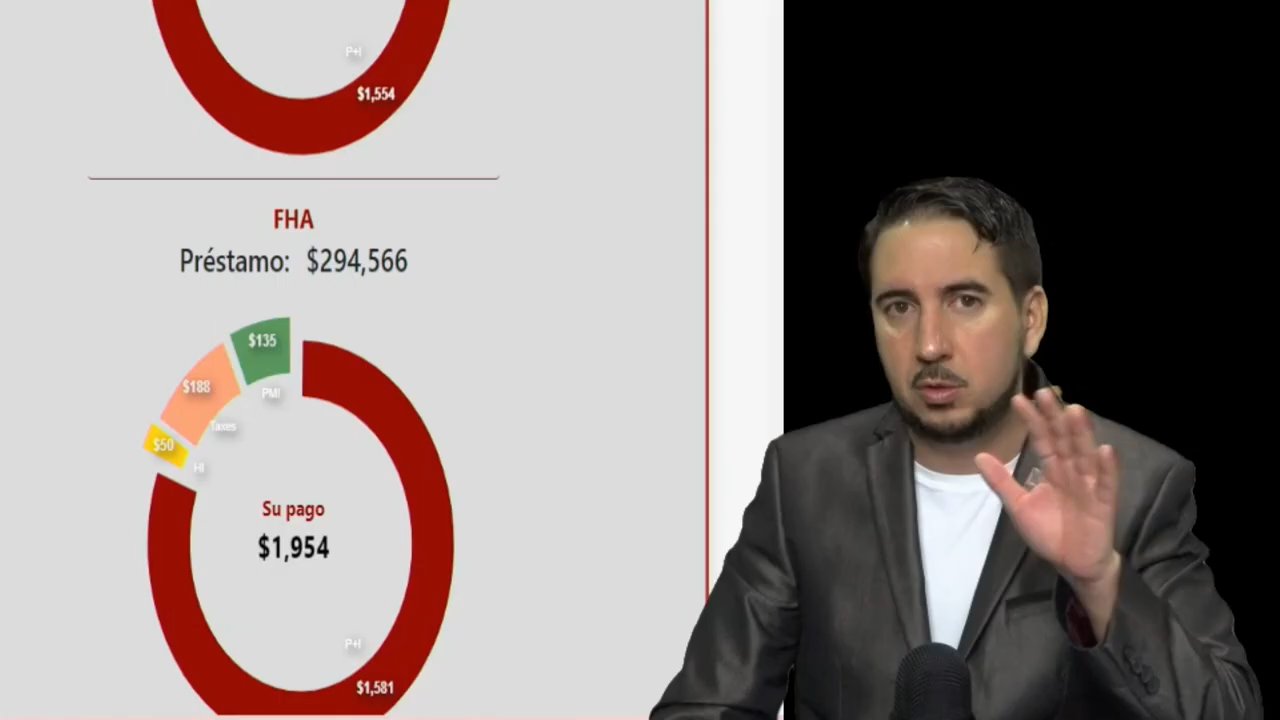 P+I
$1,554
FHA
Préstamo: $294,566
$135
PMI
$188
Taxes
$50
HI
Su pago
$1,954
P+I
$1,581